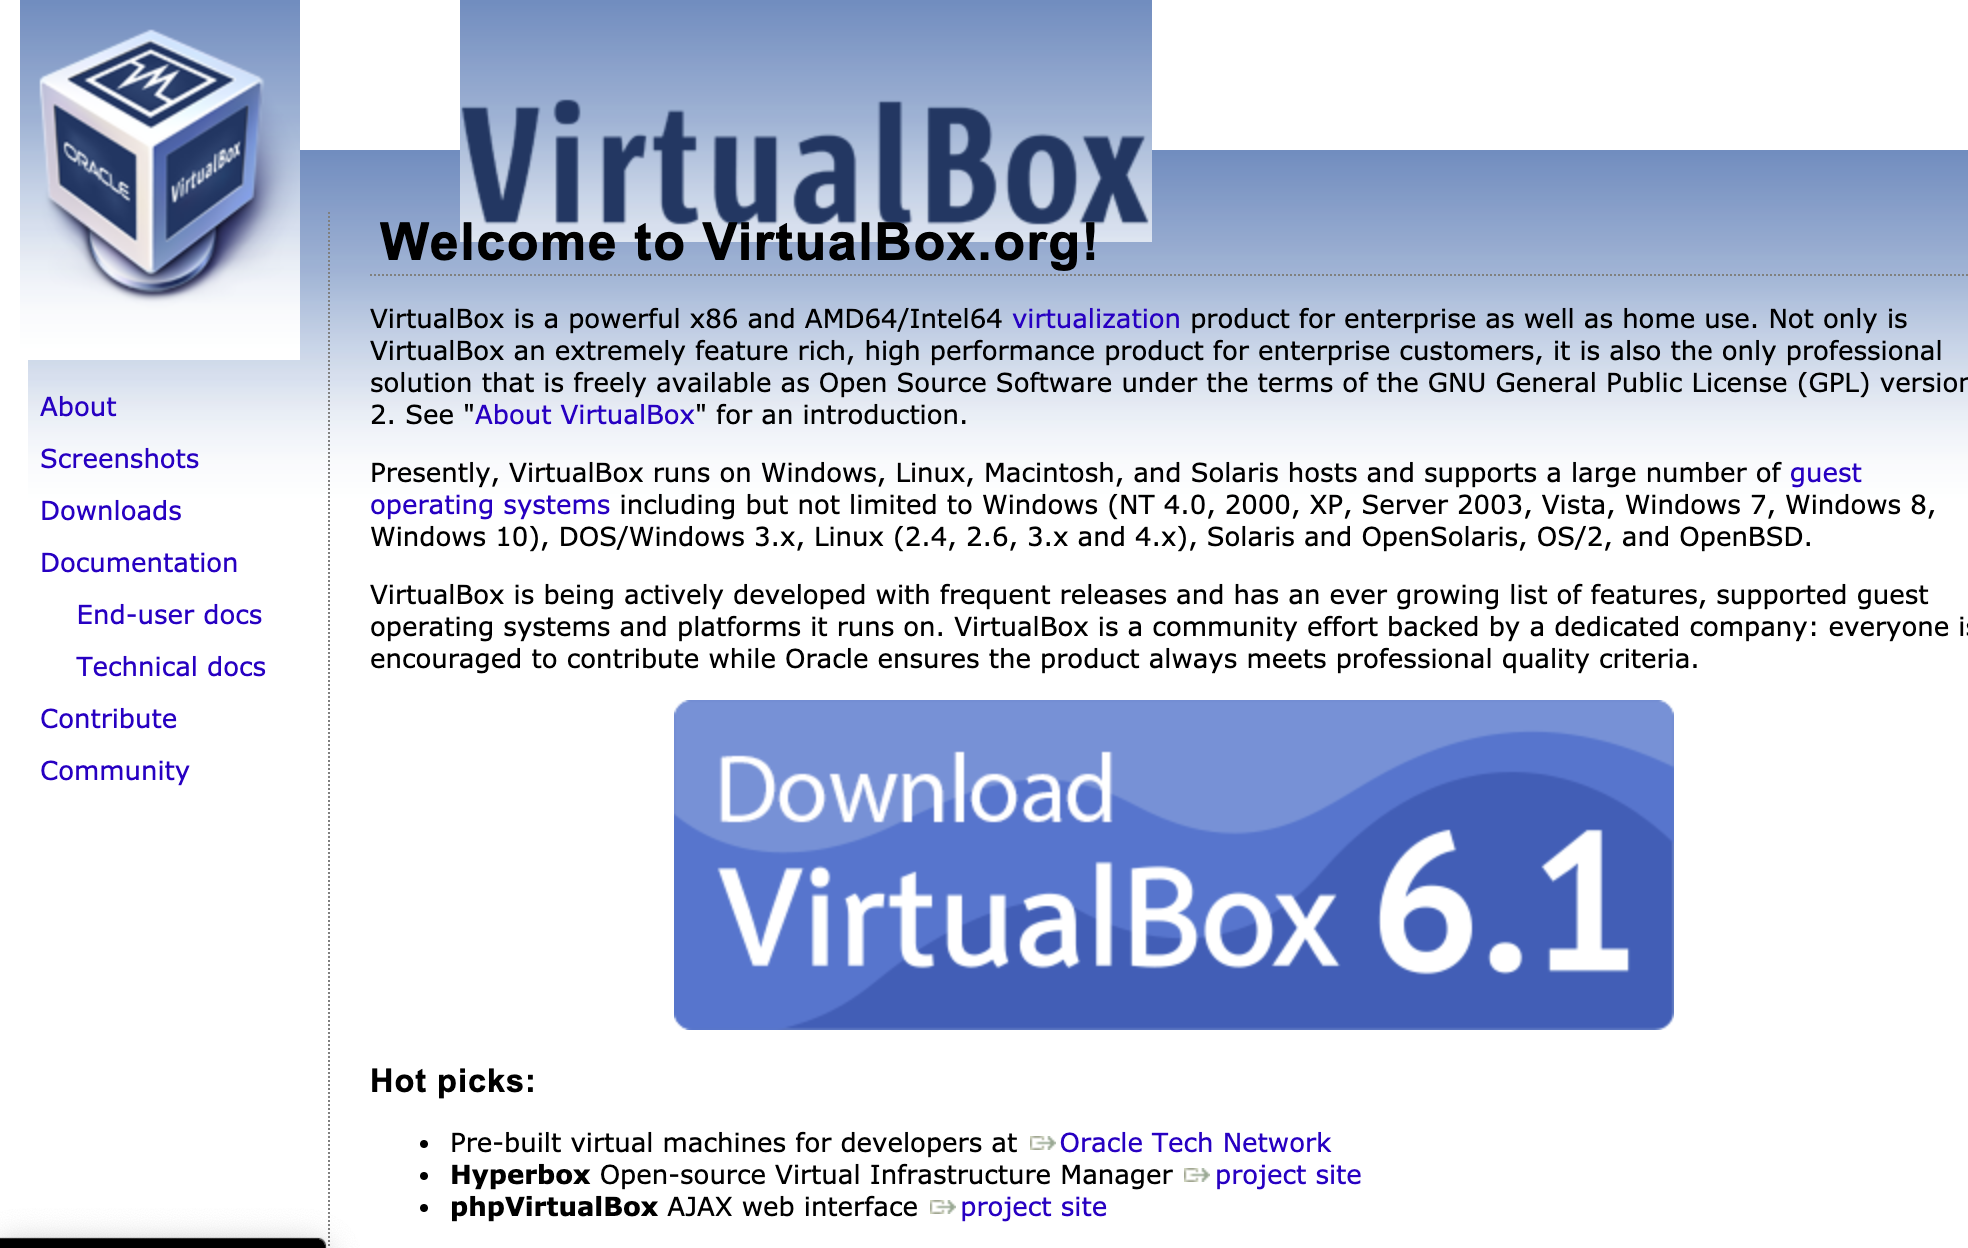 ORACLE
VirtualBox
VirtualBox
Welcome to VirtualBox.org!
VirtualBox is a powerful x86 and AMD64/Intel64 virtualization product for enterprise as well as home use. Not only is
VirtualBox an extremely feature rich, high performance product for enterprise customers, it is also the only professional
solution that is freely available as Open Source Software under the terms of the GNU General Public License (GPL) version
2. See "About VirtualBox" for an introduction.
Presently, VirtualBox runs on Windows, Linux, Macintosh, and Solaris hosts and supports a large number of guest
operating systems including but not limited to Windows (NT 4.0, 2000, XP, Server 2003, Vista, Windows 7, Windows 8,
Windows 10), DOS/Windows 3.x, Linux (2.4, 2.6, 3.x and 4.x), Solaris and OpenSolaris, OS/2, and OpenBSD.
VirtualBox is being actively developed with frequent releases and has an ever growing list of features, supported guest
operating systems and platforms it runs on. VirtualBox is a community effort backed by a dedicated company: everyone is
encouraged to contribute while Oracle ensures the product always meets professional quality criteria.
About
Screenshots
Downloads
Documentation
End-user docs
Technical docs
Contribute
Community
Download
VirtualBox 6.1
Hot picks:
• Pre-built virtual machines for developers at Oracle Tech Network
• Hyperbox Open-source Virtual Infrastructure Manager project site
• phpVirtualBox AJAX web interface project site